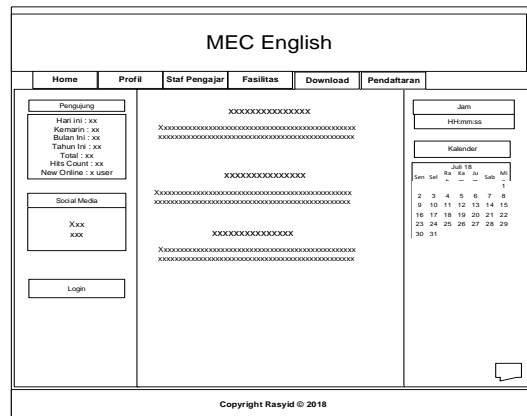 MEC English
Home Profil Staf Pengajar Fasilitas Download Pendaftaran
Pengujung
Hari ini : xx
Kemarin : xx
Bulan Ini : xx
Tahun Ini : xx
Total : xx
Hits Count : xx
New Online : x user
Social Media
Xxx
xxx
Login
xxxxxxxxxxxxxxx
xxxxxxxxxxxxxxx
xxxxxxxxxxxxxxx
Jam
HH:mm:ss
Kalender
Juli 18
Sen Sel Ra Ka Ju Sab Mi
1
2 3 4 5 6 7 8
9 10 11 12 13 14 15
16 17 18 19 20 21 22
23 24 25 26 27 28 29
30 31
Copyright Rasyid © 2018